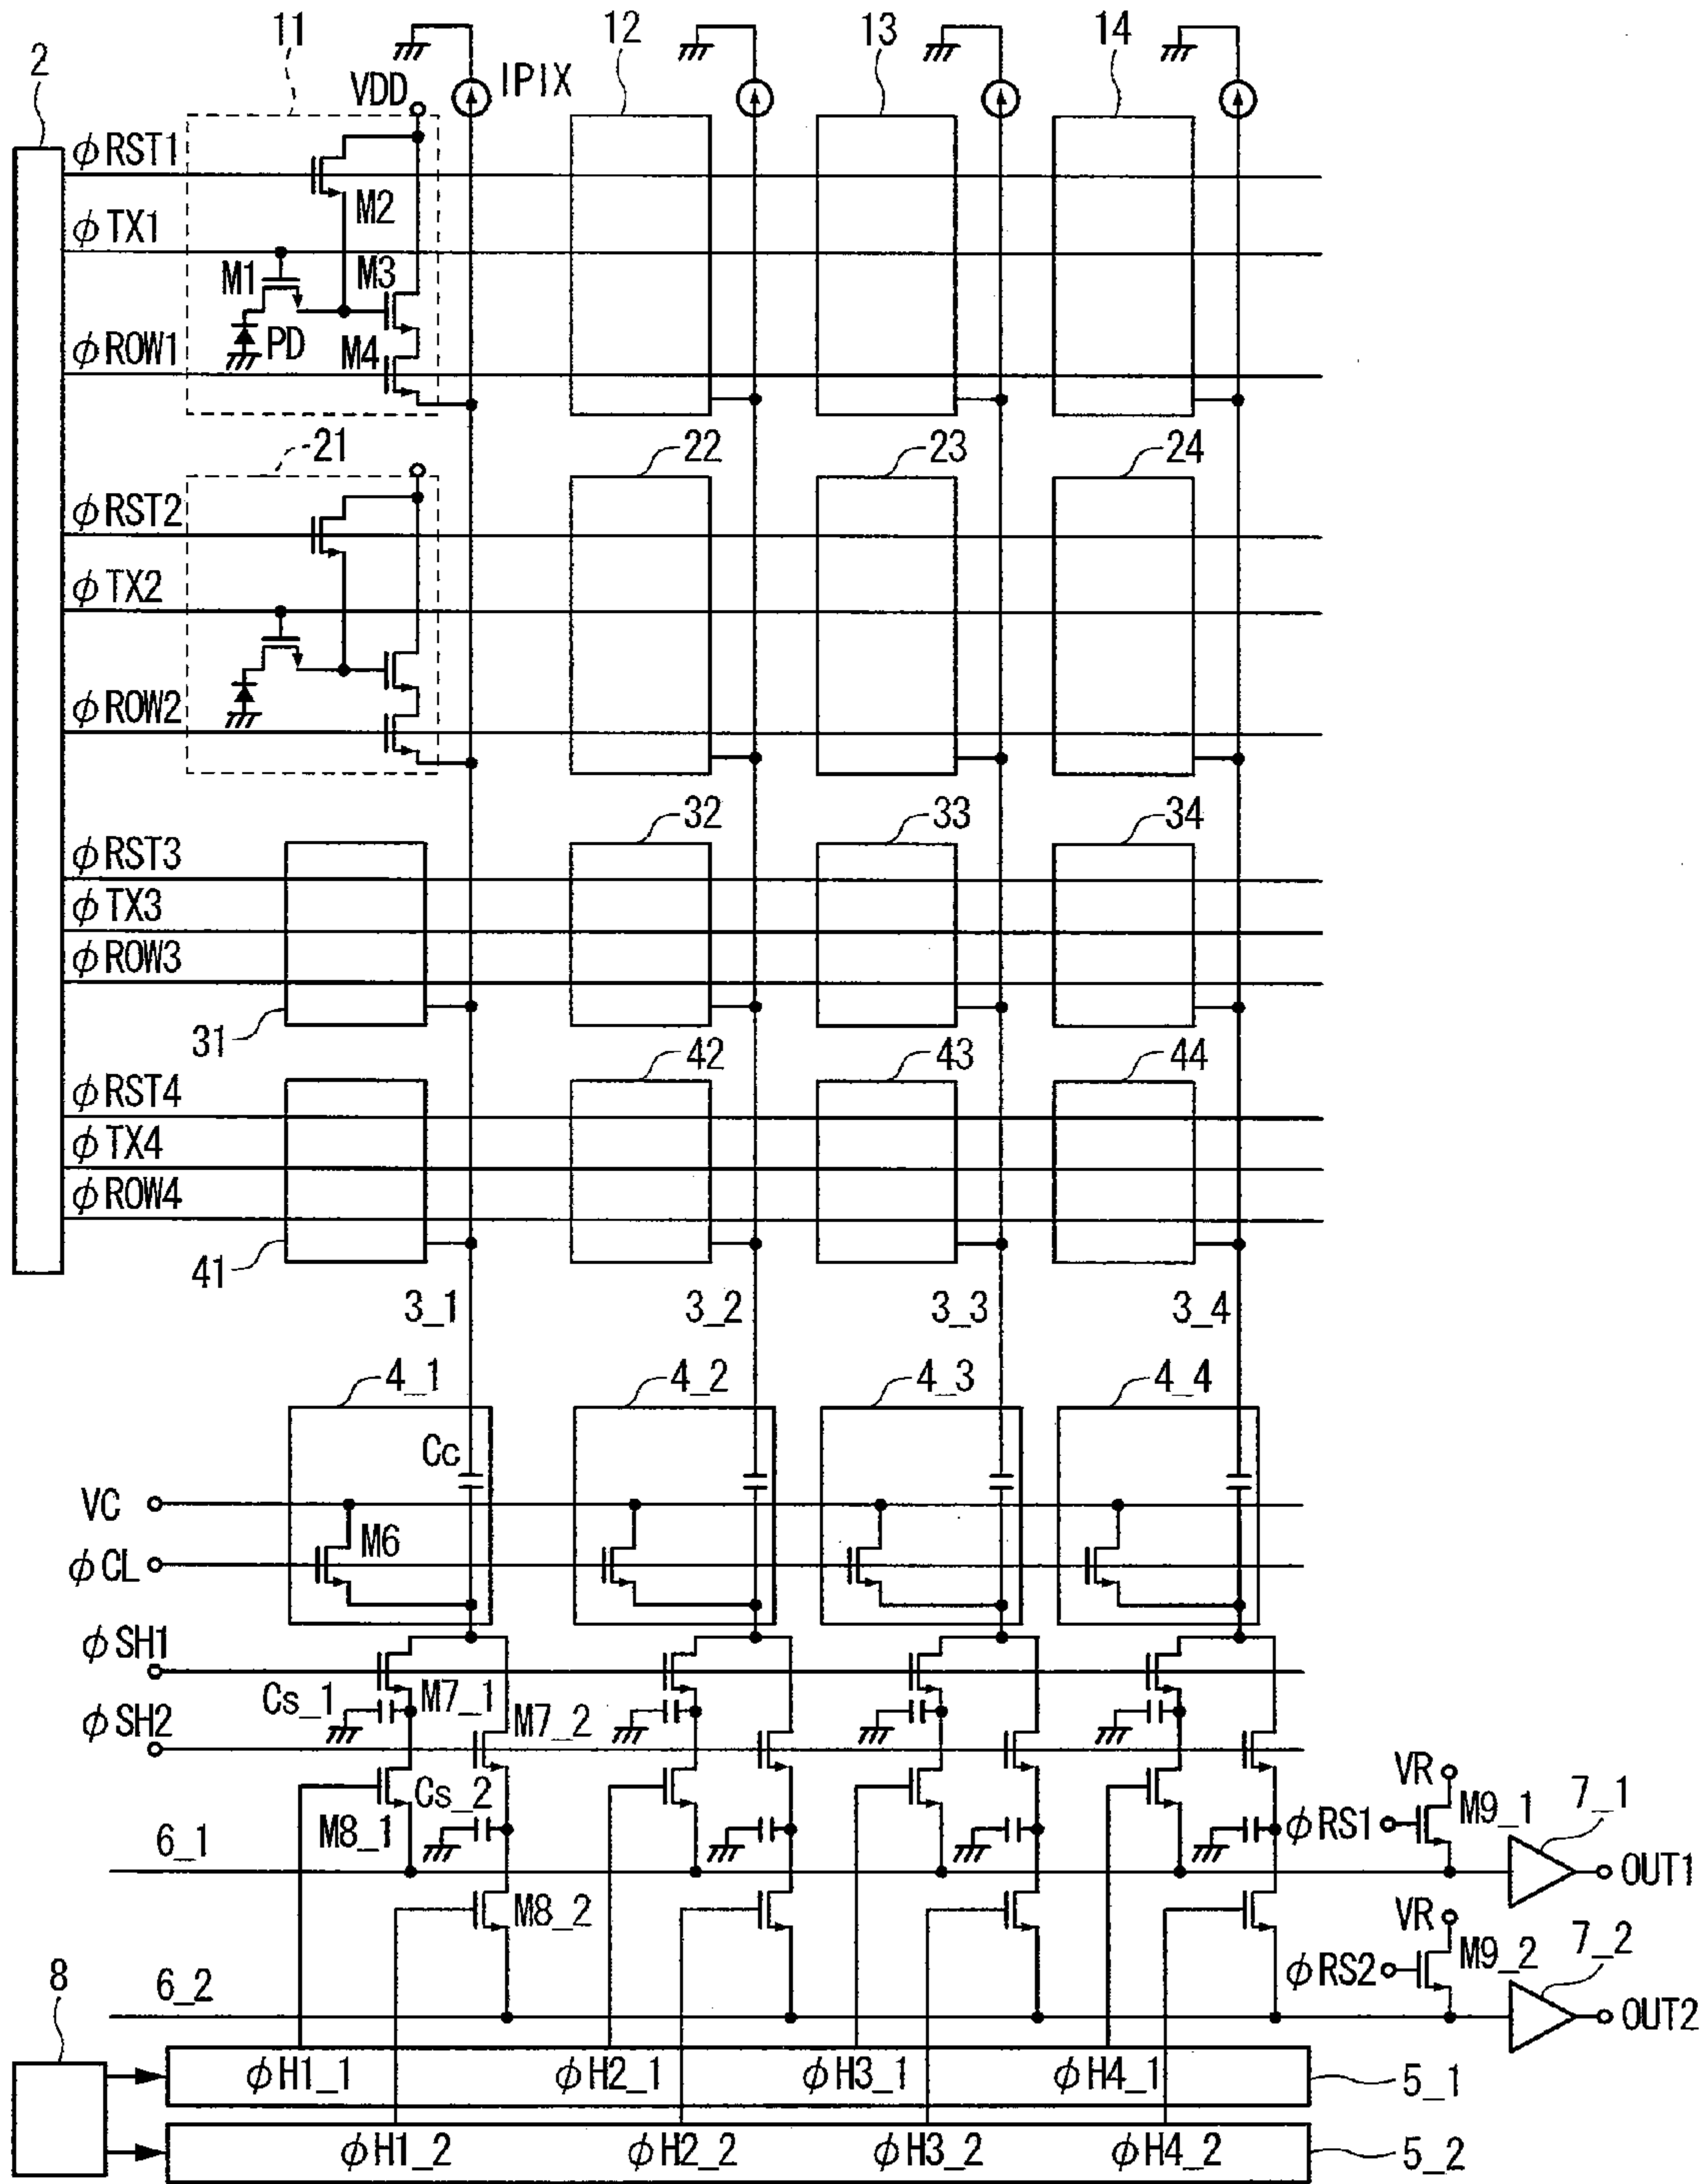 11 12 13 14
2 VDD IPIX
φRST1
M2
φTX1
M1 M3
PD
φROW1 M4
21 22 23 24
φRST2
φTX2
φROW2
32 33 34
φRST3
φTX3
φROW3
31 42 43 44
φRST4
φTX4
φROW4
41
3_1 3_2 3_3 3_4
4_1 4_2 4_3 4_4
Cc
VC
M6
φCL
φSH1
Cs_1 M7_1
φSH2 M7_2
VR
Cs_2 M9_1 7_1
M8_1 φRS1
6_1
OUT1
M8_2 VR
M9_2 7_2
8 6_2 φRS2
OUT2
φH1_1 φH2_1 φH3_1 φH4_1 5_1
φH1_2 φH2_2 φH3_2 φH4_2 5_2